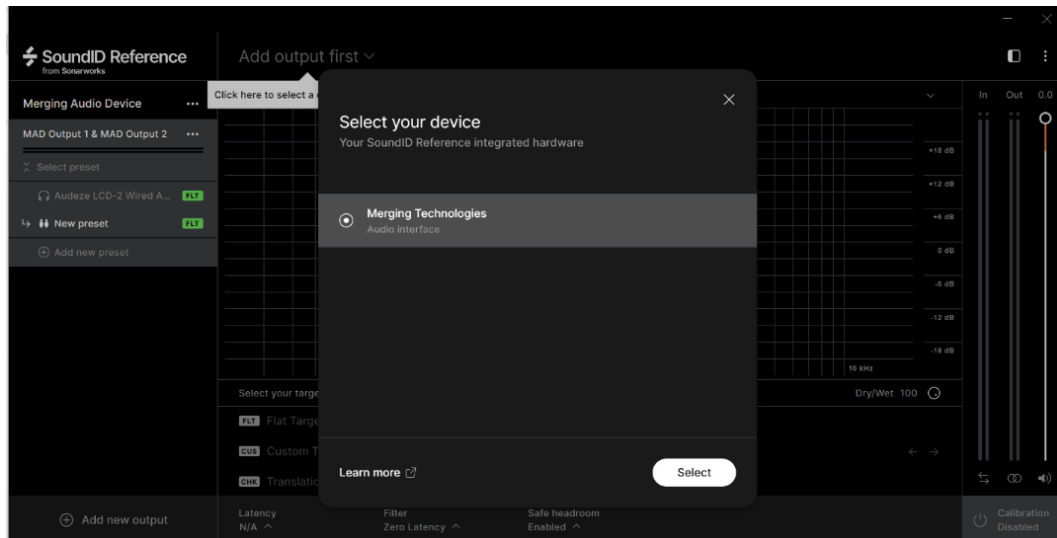 SoundID Reference
from Sonarworks
Add output first
Click here to select a
In Out 0.0
Merging Audio Device
MAD Output 1 & MAD Output 2
Select preset
Audeze LCD-2 Wired A...
FLT
New preset
FLT
Add new preset
Select your device
Your SoundID Reference integrated hardware
Merging Technologies
Audio interface
Learn more
Select
+18 dB
+12 dB
+6 dB
0 dB
-6 dB
-12 dB
-18 dB
10 kHz
Select your targe
Dry/Wet 100
FLT Flat Targe
CUS Custom T
CHK Translatio
Add new output
Latency
N/A
Filter
Zero Latency
Safe headroom
Enabled
Calibration
Disabled